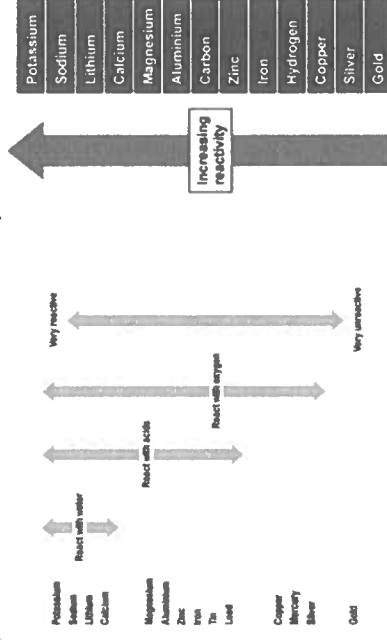 Potassium
Sodium
Lithium
Calcium
Magnesium
Aluminium
Zinc
Iron
Tin
Lead
Copper
Mercury
Silver
Gold
React with water
React with acids
React with oxygen
Very reactive
Very unreactive
Increasing
reactivity
Potassium
Sodium
Lithium
Calcium
Magnesium
Aluminium
Carbon
Zinc
Iron
Hydrogen
Copper
Silver
Gold